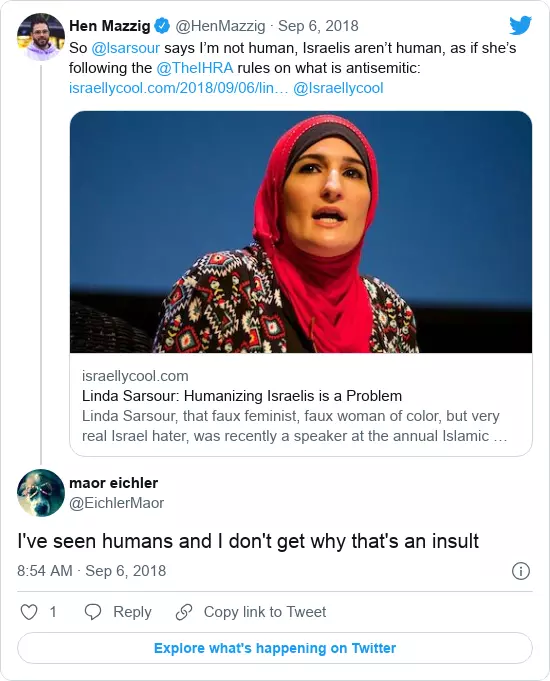 Hen Mazzig @HenMazzig · Sep 6, 2018
So @lsarsour says I’m not human, Israelis aren’t human, as if she’s
following the @TheIHRA rules on what is antisemitic:
israellycool.com/2018/09/06/lin… @Israellycool
israellycool.com
Linda Sarsour: Humanizing Israelis is a Problem
Linda Sarsour, that faux feminist, faux woman of color, but very
real Israel hater, was recently a speaker at the annual Islamic …
maor eichler
@EichlerMaor
I've seen humans and I don't get why that's an insult
8:54 AM · Sep 6, 2018
1 Reply Copy link to Tweet
Explore what's happening on Twitter